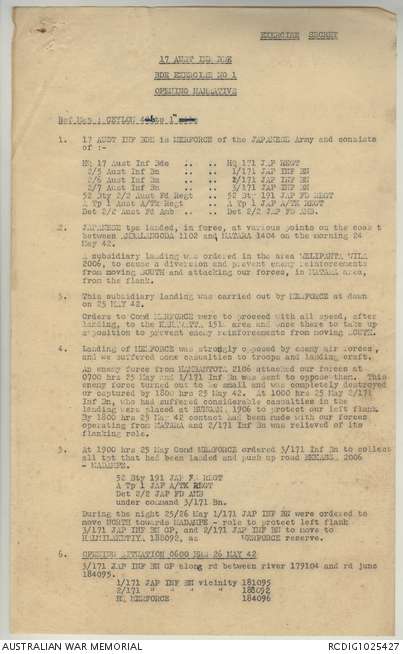 EXERCISE SECRET
17 AUST INF BDE
BDE EXERCISE NO 1
OPENING NARRATIVE
Ref Map : CEYLON 1"
1. 17 AUST INF BDE is MERFORCE of the JAPANESE Army and consists
of :-
HQ 17 Aust Inf Bde .. .. HQ 171 JAP REGT
2/5 Aust Inf Bn .. .. 1/171 JAP INF BN
2/6 Aust Inf Bn .. .. 2/171 JAP INF BN
2/7 Aust Inf Bn .. .. 3/171 JAP INF BN
52 Bty 2/2 Aust Fd Regt .. .. 52 Bty 191 JAP FD REGT
A Tp 1 Aust A/Tk Regt .. .. A Tp 1 JAP A/TK REGT
Det 2/2 Aust Fd Amb .. .. Det 2/2 JAP FD AMB.
2. JAPANESE tps landed, in force, at various points on the coast
between 1102 and MATARA 1404 on the morning 24
May 42.
A subsidiary landing was ordered in the area
2006, to cause a diversion and prevent enemy reinforcements
from moving SOUTH and attacking our forces, in MATARA area,
from the flank.
3. This subsidiary landing was carried out by MERFORCE at dawn
on 25 MAY 42.
Orders to Comd MERFORCE were to proceed with all speed, after
landing, to the area and once there to take up
a position to prevent enemy reinforcements from moving SOUTH.
4. Landing of MERFORCE was strongly opposed by enemy air forces,
and we suffered some casualties to troops and landing craft.
An enemy force from HAMBANTOTA 2106 attacked our forces at
0700 hrs 25 May and 1/171 Inf Bn was sent to oppose them. This
enemy force turned out to be small and was completely destroyed
or captured by 1800 hrs 25 May 42. At 1000 hrs 25 May 2/171
Inf Bn, who had suffered considerable casualties in the
landing were placed at 1906 to protect our left flank
By 1800 hrs 25 May 42 contact had been made with our forces
operating from MATARA and 2/171 Inf Bn was relieved of its
flanking role.
5. At 1900 hrs 25 May Comd MERFORCE ordered 3/171 Inf Bn to collect
all tpt that had been landed and push up road 2006
- MADAMPE.
52 Bty 191 JAP FD REGT
A Tp 1 JAP A/TK REGT
Det 2/2 JAP FD AMB
under command 3/171 Bn.
During the night 25/26 May 1/171 JAP INF BN were ordered to
move NORTH towards MADAMPE - role to protect left flank
3/171 JAP INF BN GP, and 2/171 JAP INF BN to move to
188092, as MERFORCE reserve.
6. OPENING SITUATION 0600 HRS 26 MAY 42
3/171 JAP INF BN GP along rd between river 179104 and rd junc
184095.
1/171 JAP INF BN vicinity 181095
2/171 " " " " 188092
HQ MERFORCE 184096
AUSTRALIAN WAR MEMORIAL
RCDIG1025427